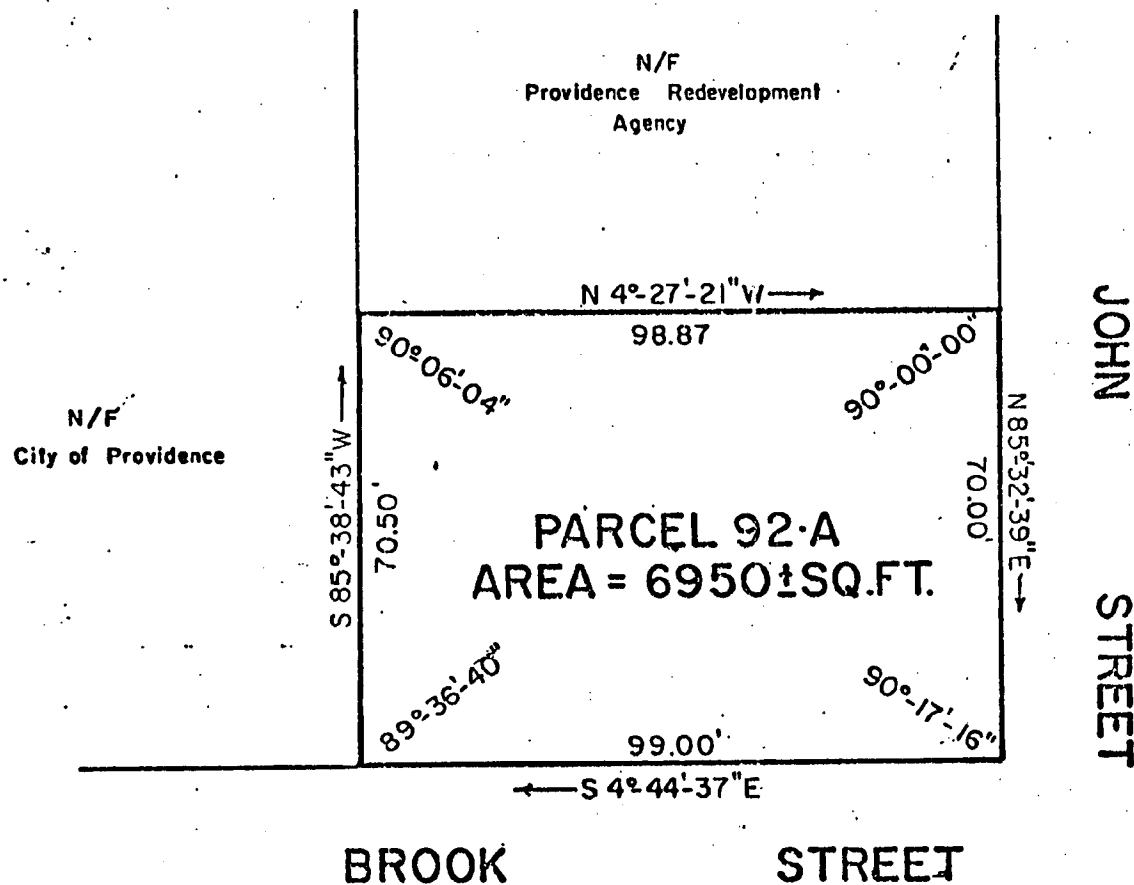 N/F
Providence Redevelopment
Agency
N 4°-27'-21"W
98.87
90°06'-04"
90°-00'-00"
JOHN STREET
N/F
City of Providence
S 85°-38'-43"W
70.50'
70.00'
N 85°-32'-39"E
PARCEL 92·A
AREA = 6950±SQ.FT.
89°-36'-40"
90°-17'-16"
99.00'
S 4°-44'-37"E
BROOK STREET